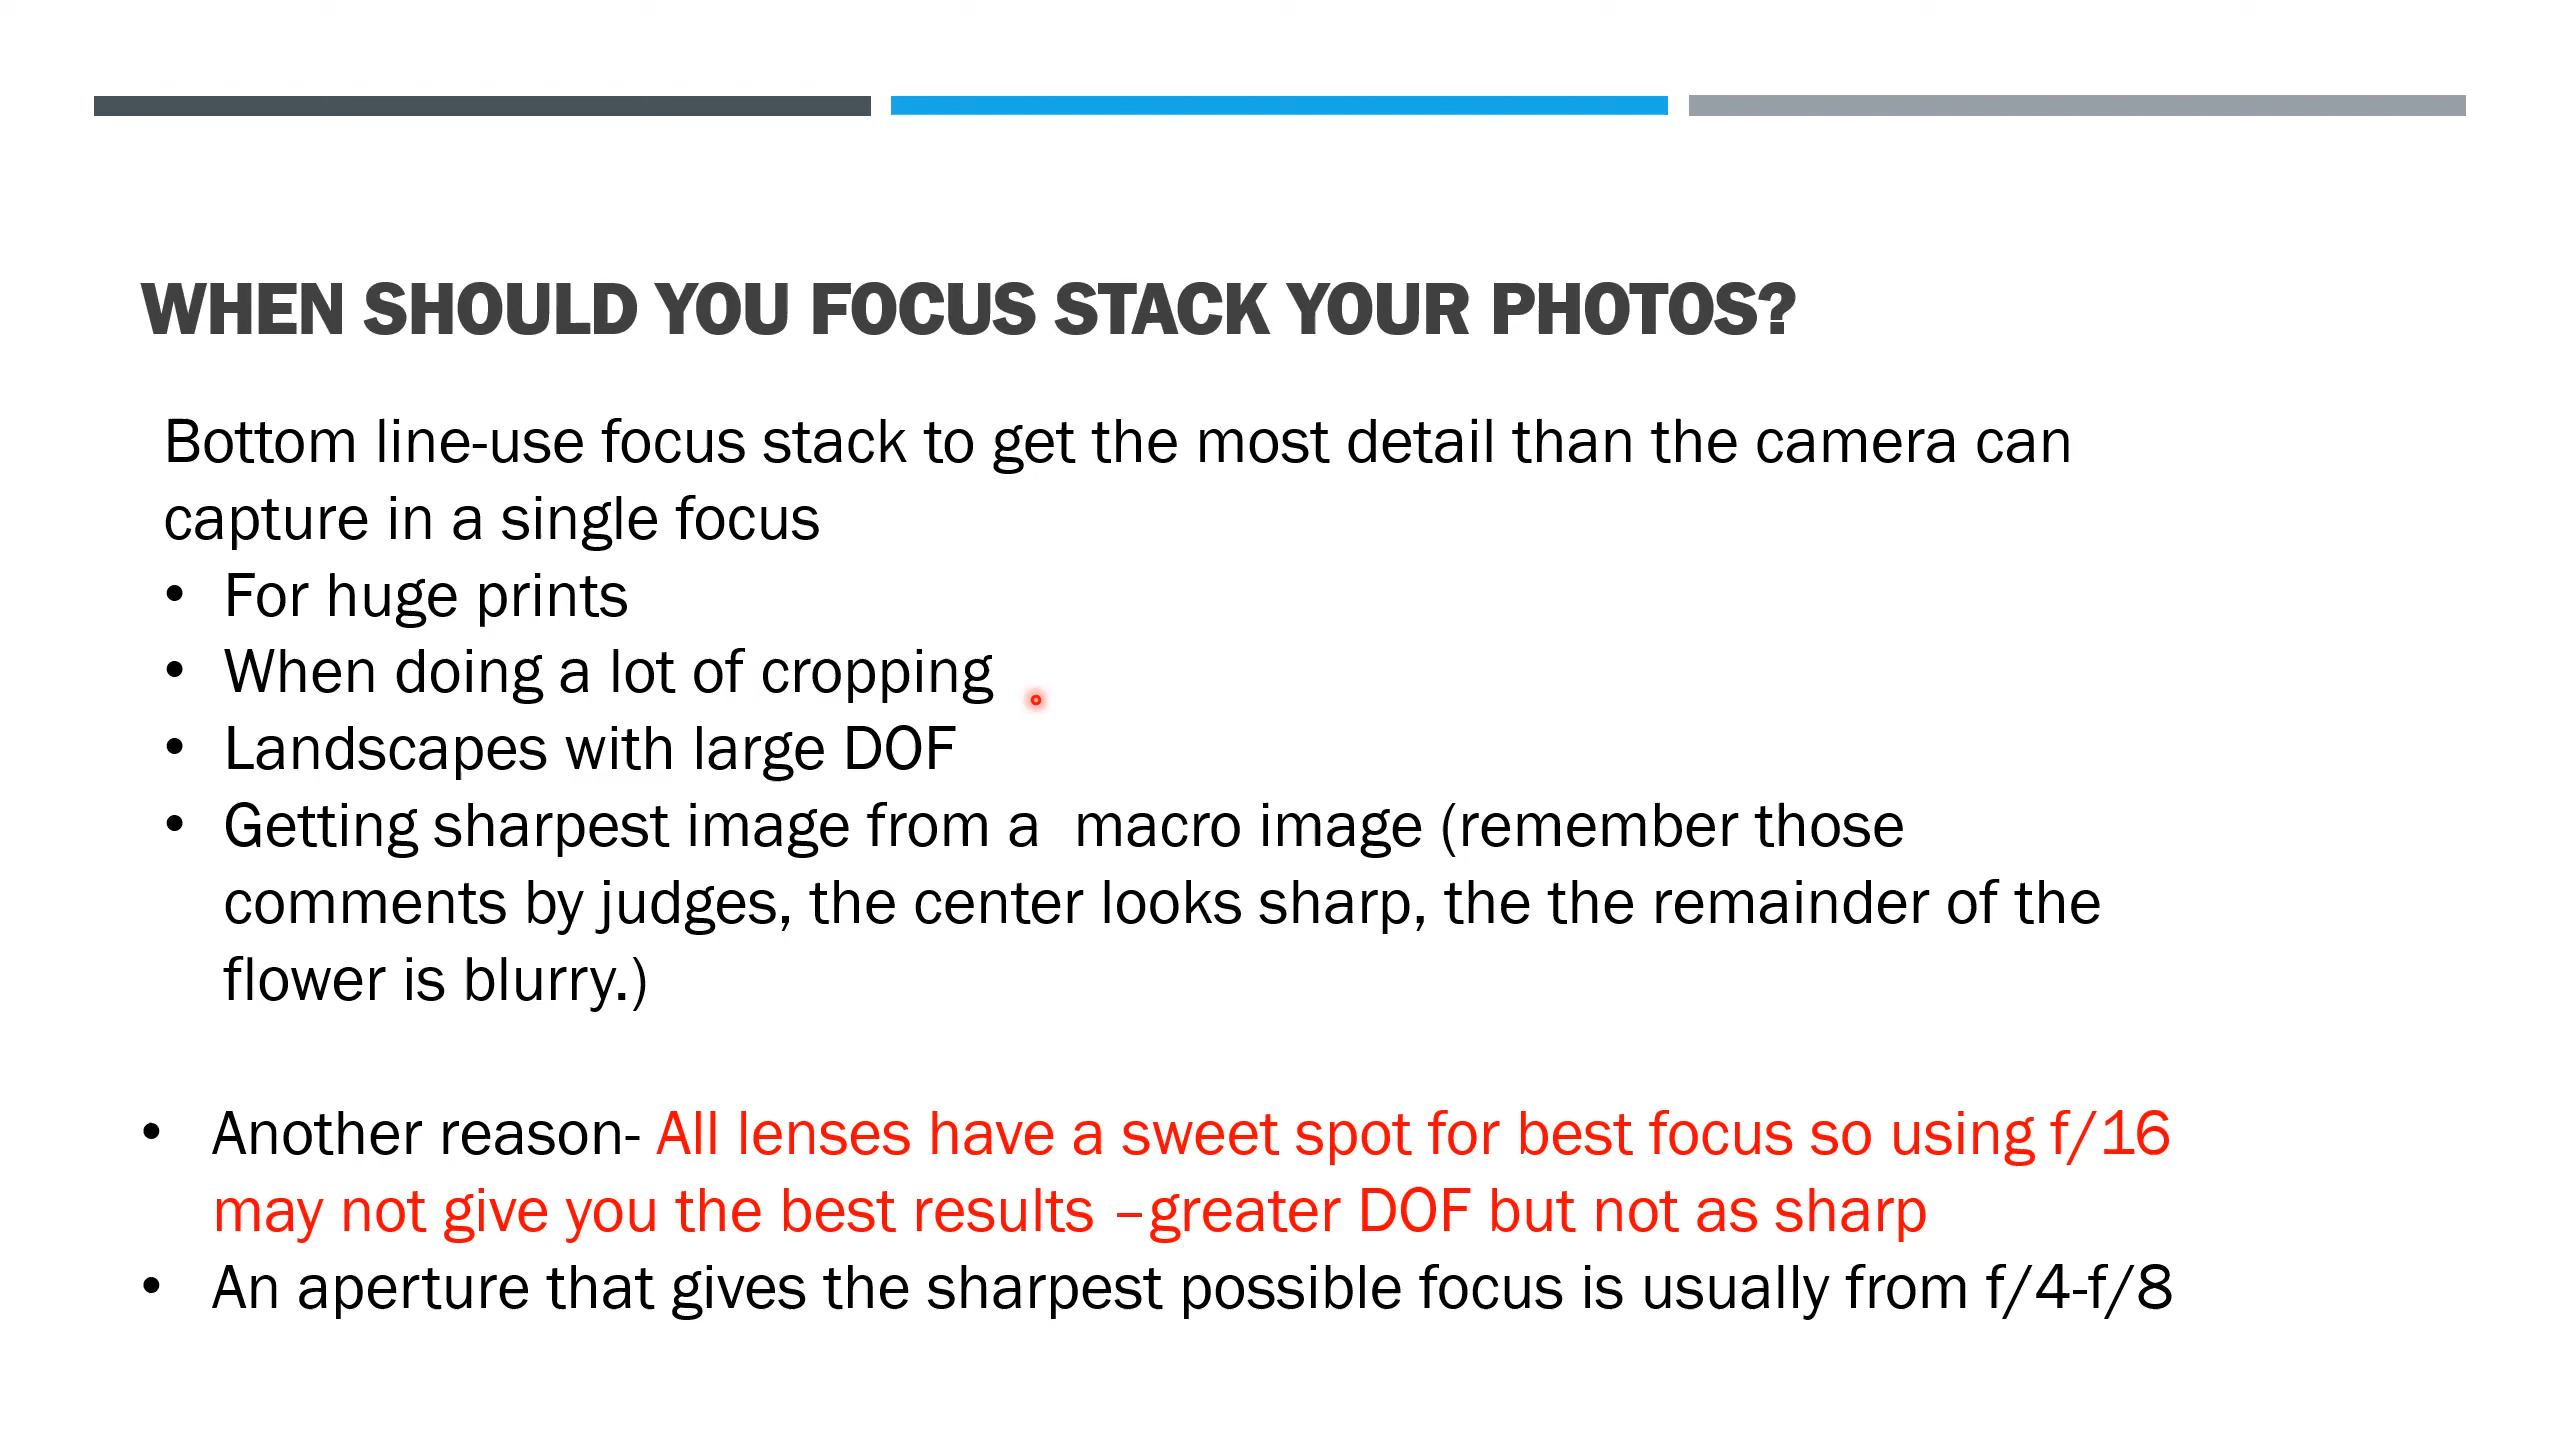 WHEN SHOULD YOU FOCUS STACK YOUR PHOTOS?
Bottom line-use focus stack to get the most detail than the camera can
capture in a single focus
• For huge prints
• When doing a lot of cropping
• Landscapes with large DOF
• Getting sharpest image from a  macro image (remember those
comments by judges, the center looks sharp, the the remainder of the
flower is blurry.)
• Another reason- All lenses have a sweet spot for best focus so using f/16
may not give you the best results –greater DOF but not as sharp
• An aperture that gives the sharpest possible focus is usually from f/4-f/8